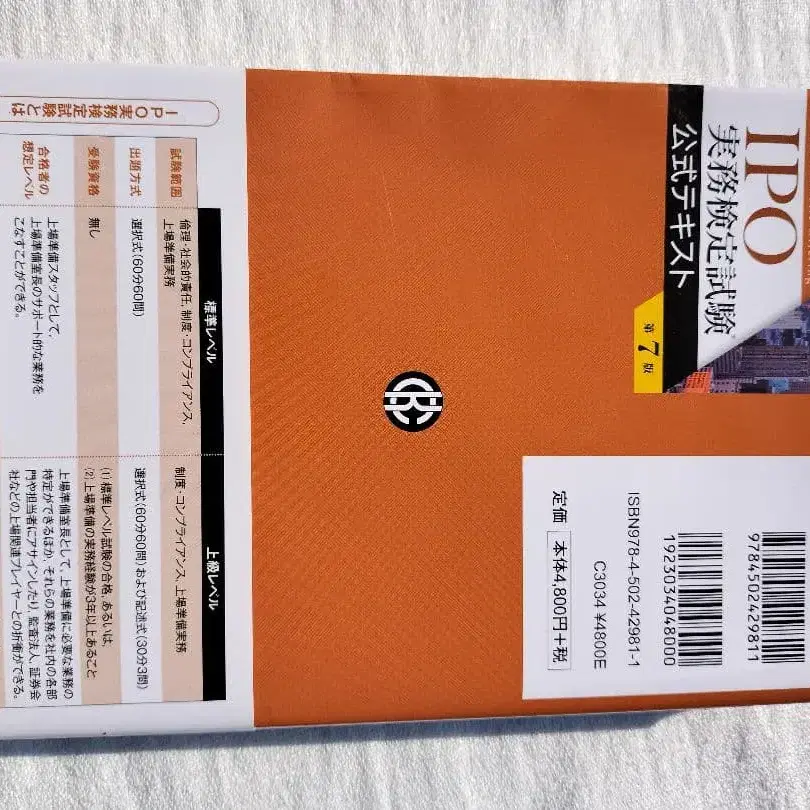 IPO
実務検定試験
公式テキスト
第7版
9784502429811
1923034048000
ISBN978-4-502-42981-1
C3034 ¥4800E
定価 本体4,800円+税
IPO実務検定試験とは
標準レベル
上級レベル
試験範囲
倫理・社会的責任, 制度・コンプライアンス,
上場準備実務
制度・コンプライアンス, 上場準備実務
出題方式
選択式(60分60問)
選択式(60分60問)および記述式(30分3問)
受験資格
無し
(1) 標準レベル試験の合格, あるいは,
(2) 上場準備の実務経験が3年以上あること
合格者の
想定レベル
上場準備スタッフとして,
上場準備室長のサポート的な業務を
こなすことができる。
上場準備室長として, 上場準備に必要な業務の
特定ができるほか, それらの業務を社内の各部
門や担当者にアサインしたり, 監査法人, 証券会
社などの上場関連プレイヤーとの折衝ができる。